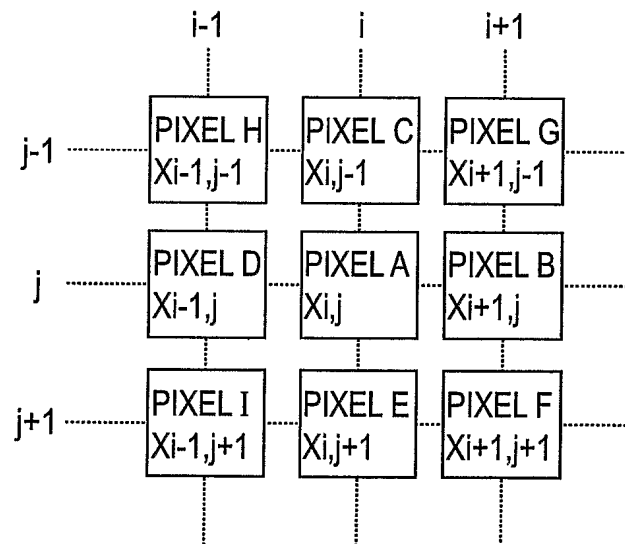 i-1 i i+1
j-1
PIXEL H PIXEL C PIXEL G
Xi-1,j-1 Xi,j-1 Xi+1,j-1
j
PIXEL D PIXEL A PIXEL B
Xi-1,j Xi,j Xi+1,j
j+1
PIXEL I PIXEL E PIXEL F
Xi-1,j+1 Xi,j+1 Xi+1,j+1